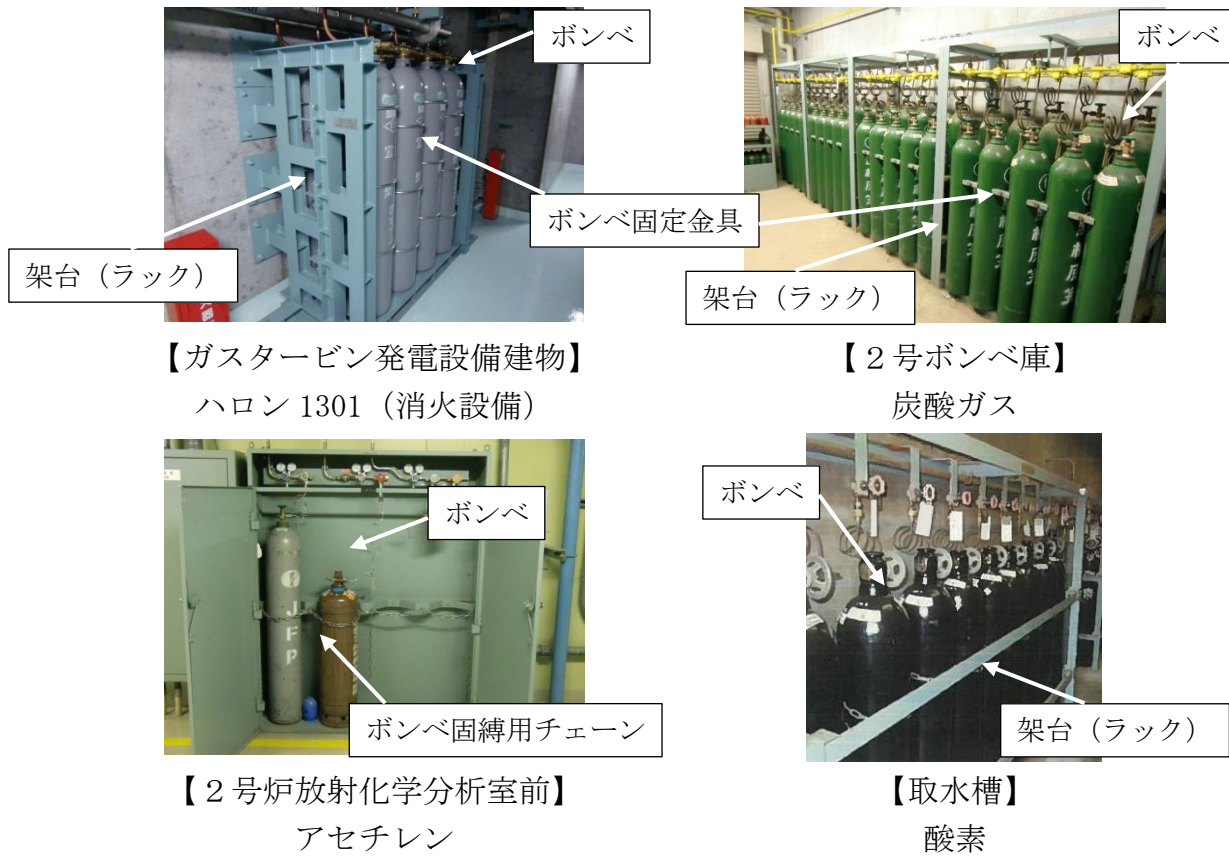 ボンベ
ボンベ
ボンベ固定金具
架台（ラック）
架台（ラック）
【ガスタービン発電設備建物】
ハロン 1301（消火設備）
【２号ボンベ庫】
炭酸ガス
ボンベ
ボンベ
J F P
ボンベ固縛用チェーン
架台（ラック）
【２号炉放射化学分析室前】
アセチレン
【取水槽】
酸素